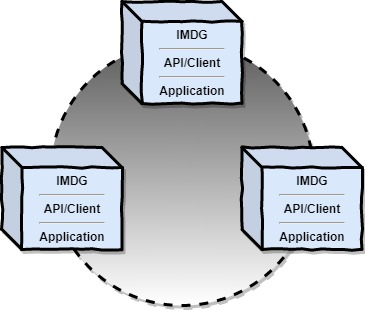 IMDG
API/Client
Application
IMDG
API/Client
Application
IMDG
API/Client
Application